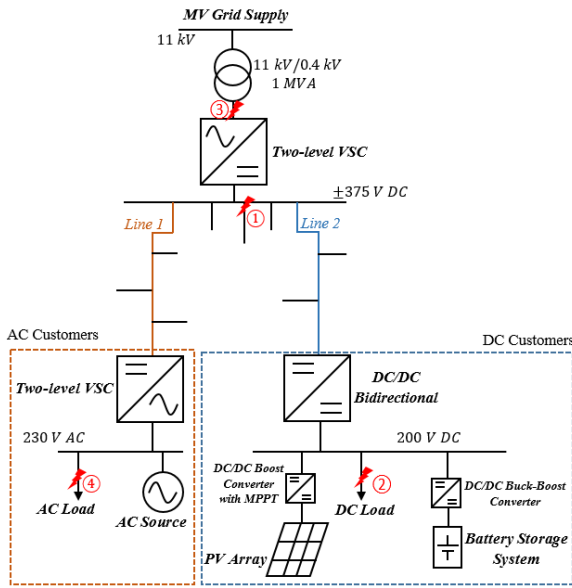 MV Grid Supply
11 kV
11 kV/0.4 kV
1 MVA
③
Two-level VSC
±375 V DC
①
Line 1
Line 2
AC Customers
DC Customers
Two-level VSC
DC/DC
Bidirectional
230 V AC
200 V DC
DC/DC Boost
Converter
with MPPT
DC/DC Buck-Boost
Converter
④
②
AC Load
AC Source
DC Load
PV Array
Battery Storage
System